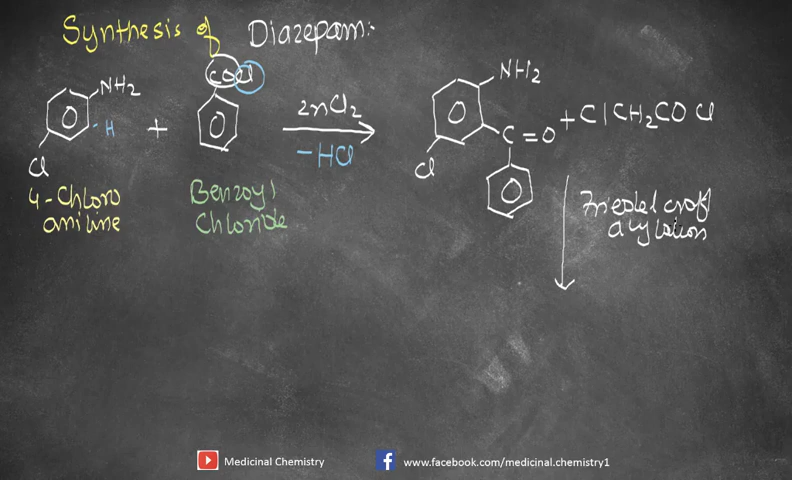 Synthesis of Diazepam:-
NH2
COCl
H
+
ZnCl2
-HCl
Cl
4-Chloro
aniline
Benzoyl
Chloride
NH2
C=O
Cl
+ClCH2COCl
Friedel craft
acylation
Medicinal Chemistry
www.facebook.com/medicinal.chemistry1